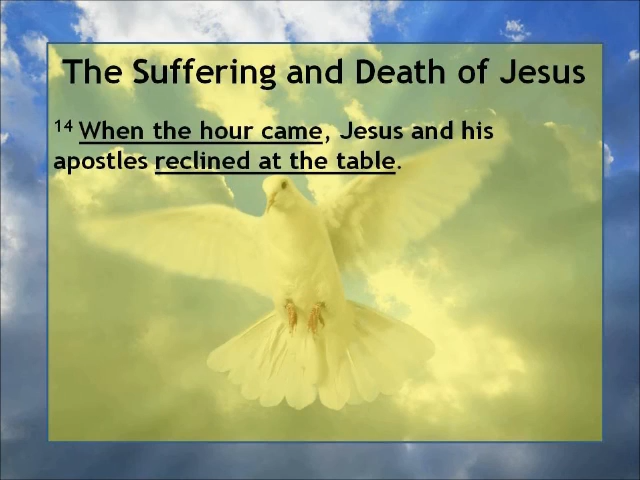 The Suffering and Death of Jesus
14 When the hour came, Jesus and his
apostles reclined at the table.